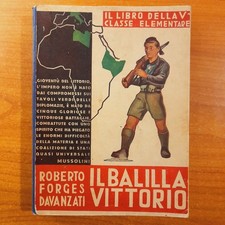 IL LIBRO DELLA V
CLASSE ELEMENTARE
GIOVENTÙ DEL LITTORIO,
L'IMPERO NON È NATO
DAI COMPROMESSI SUI
TAVOLI VERDI DELLA
DIPLOMAZIA, È NATO DA
CINQUE GLORIOSE E
VITTORIOSE BATTAGLIE
COMBATTUTE CON UNO
SPIRITO CHE HA PIEGATO
LE ENORMI DIFFICOLTÀ
DELLA MATERIA E UNA
COALIZIONE DI STATI
QUASI UNIVERSALI
MUSSOLINI
ROBERTO
FORGES
DAVANZATI
IL BALILLA
VITTORIO